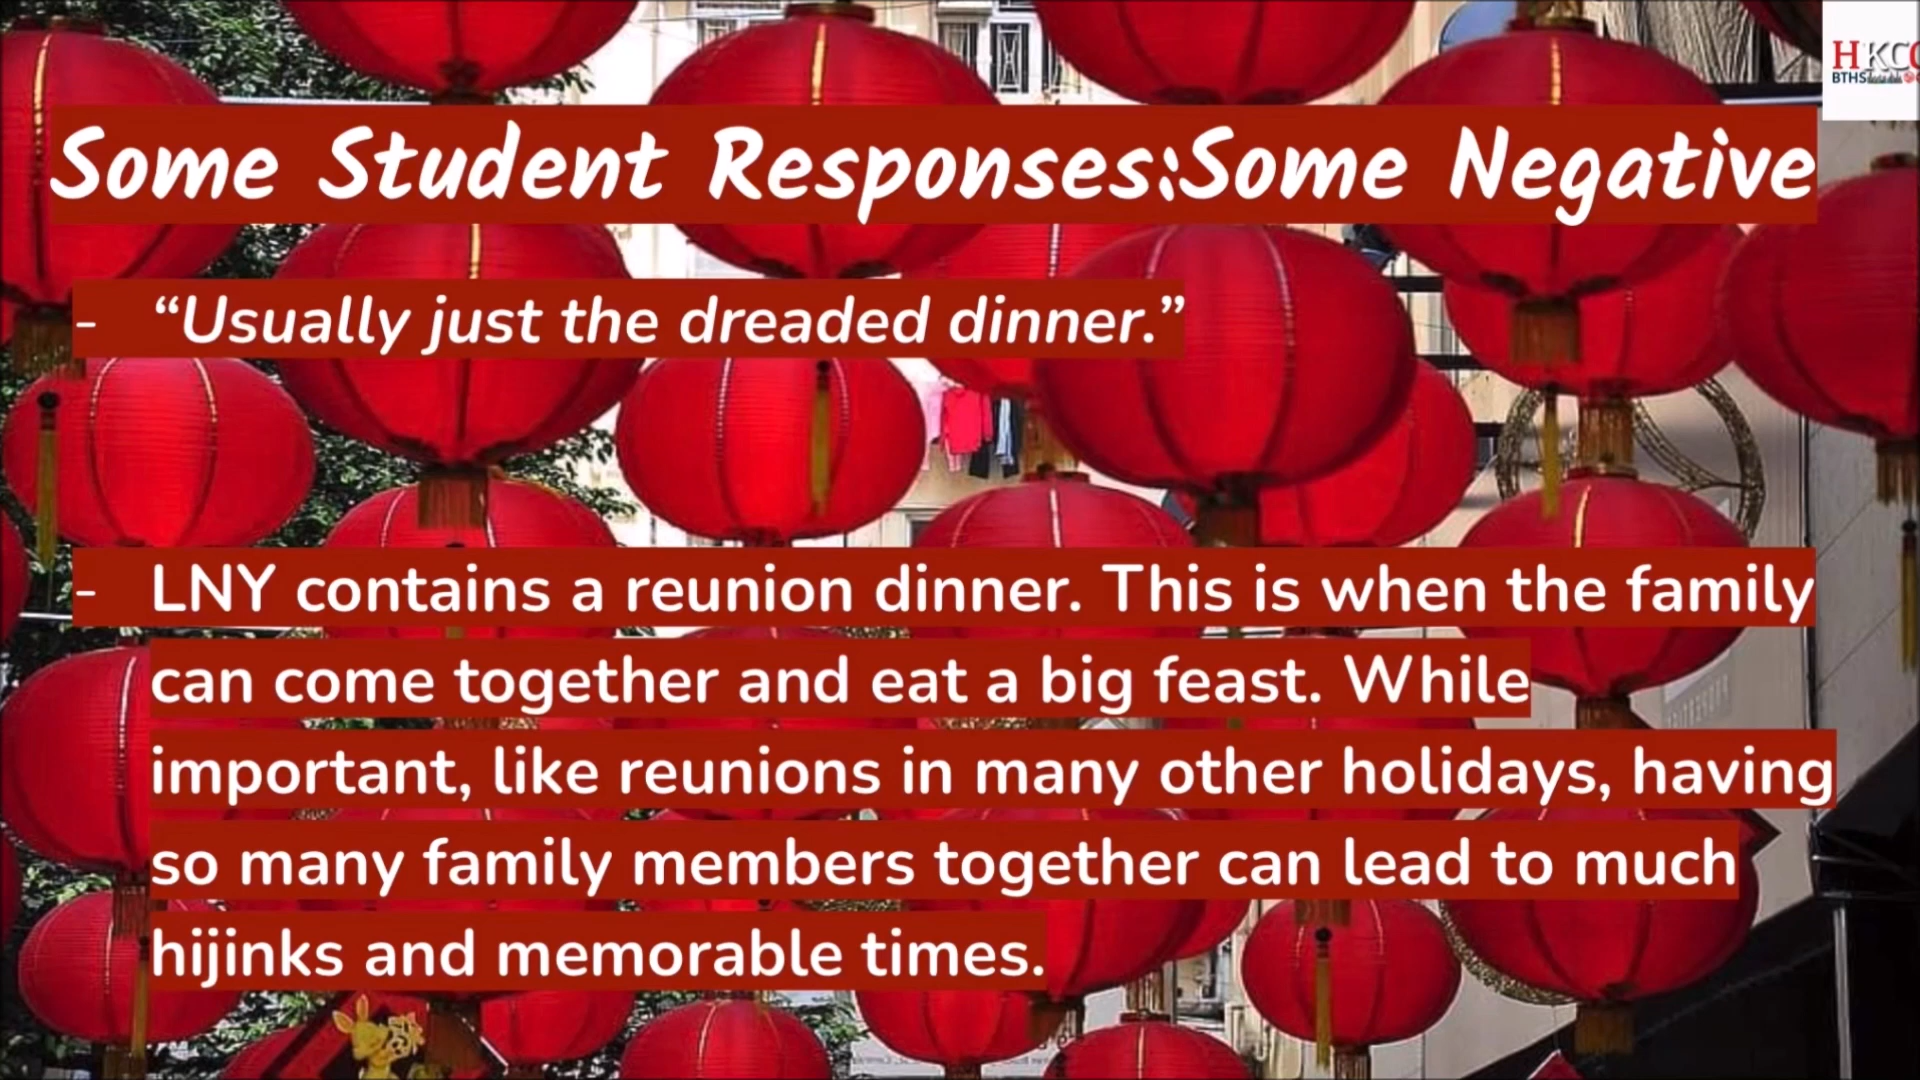 HKCC
BTHS
Some Student Responses:Some Negative
- “Usually just the dreaded dinner.”
- LNY contains a reunion dinner. This is when the family
can come together and eat a big feast. While
important, like reunions in many other holidays, having
so many family members together can lead to much
hijinks and memorable times.